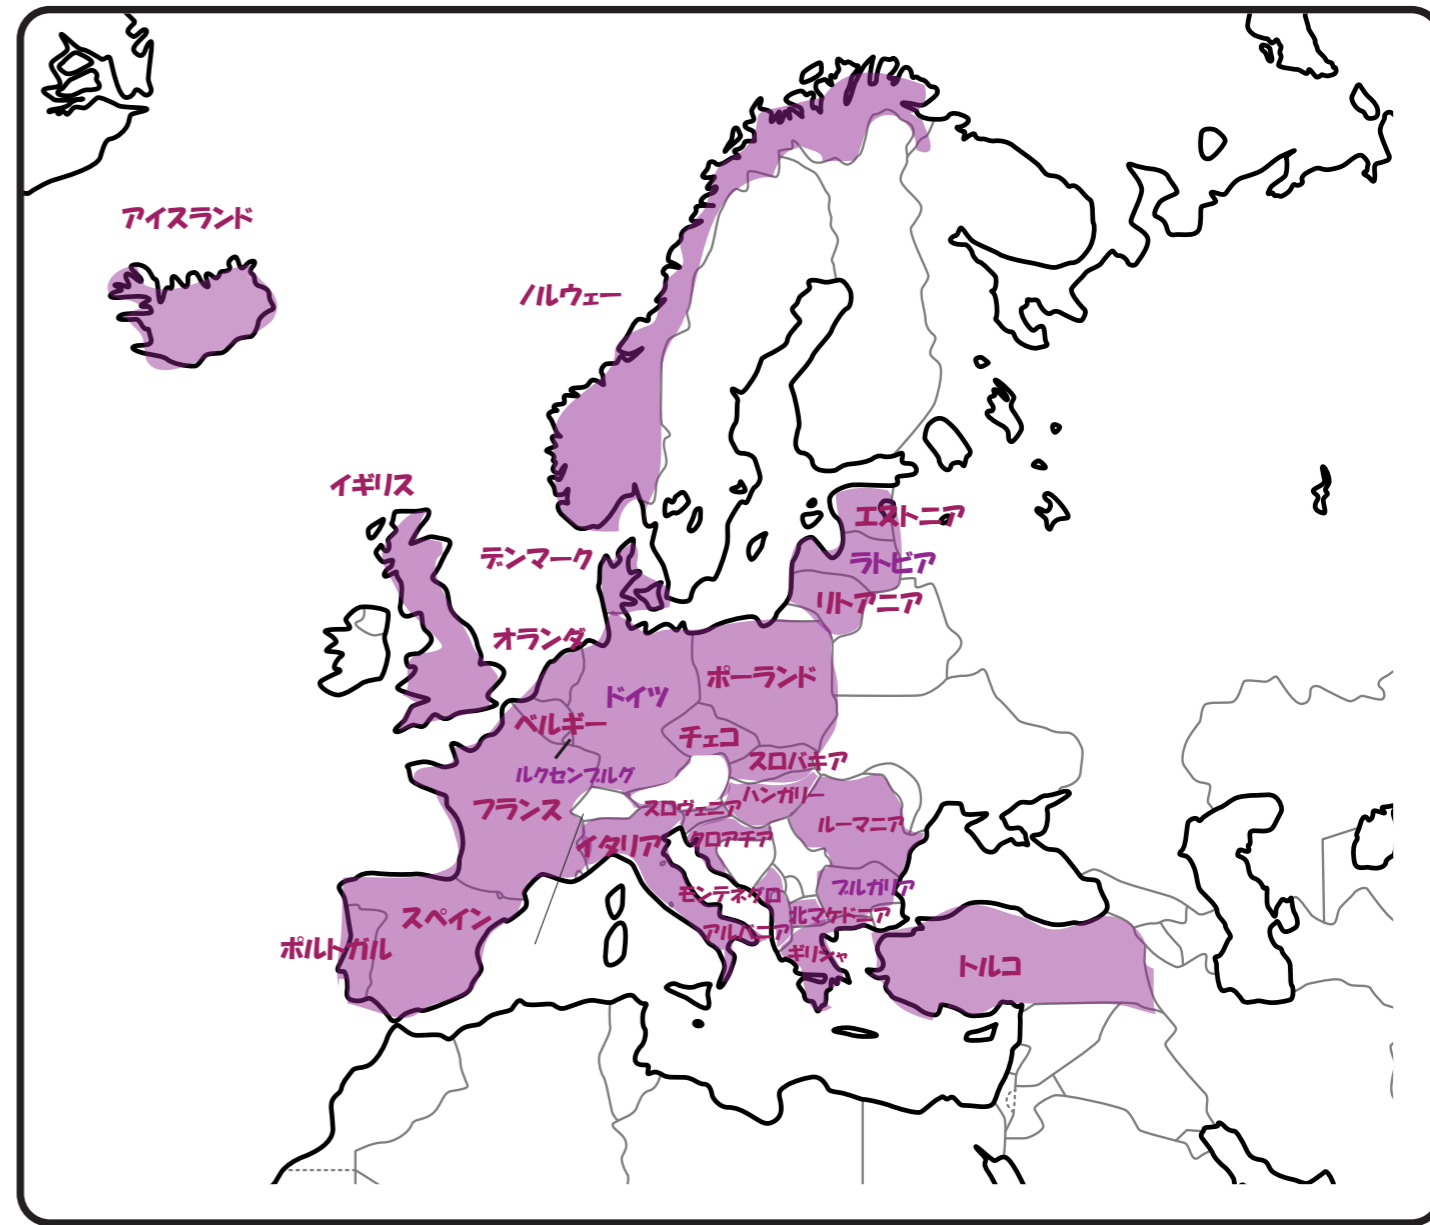 アイスランド
ノルウェー
イギリス
エストニア
デンマーク
ラトビア
リトアニア
オランダ
ポーランド
ドイツ
ベルギー
チェコ
スロバキア
ルクセンブルグ
ハンガリー
フランス
スロヴェニア
ルーマニア
イタリア
クロアチア
ブルガリア
モンテネグロ
北マケドニア
スペイン
アルバニア
ポルトガル
ギリシャ
トルコ